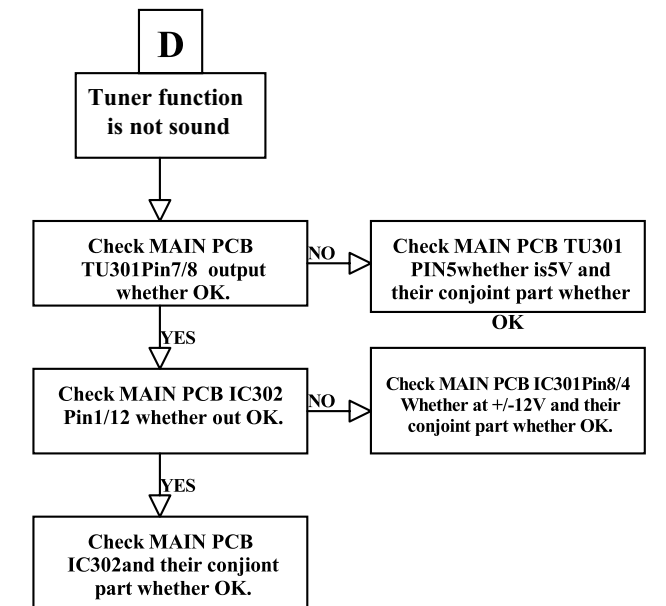 D
Tuner function
is not sound
Check MAIN PCB
TU301Pin7/8 output
whether OK.
NO
Check MAIN PCB TU301
PIN5whether is5V and
their conjoint part whether
OK
YES
Check MAIN PCB IC302
Pin1/12 whether out OK.
NO
Check MAIN PCB IC301Pin8/4
Whether at +/-12V and their
conjoint part whether OK.
YES
Check MAIN PCB
IC302and their conjiont
part whether OK.